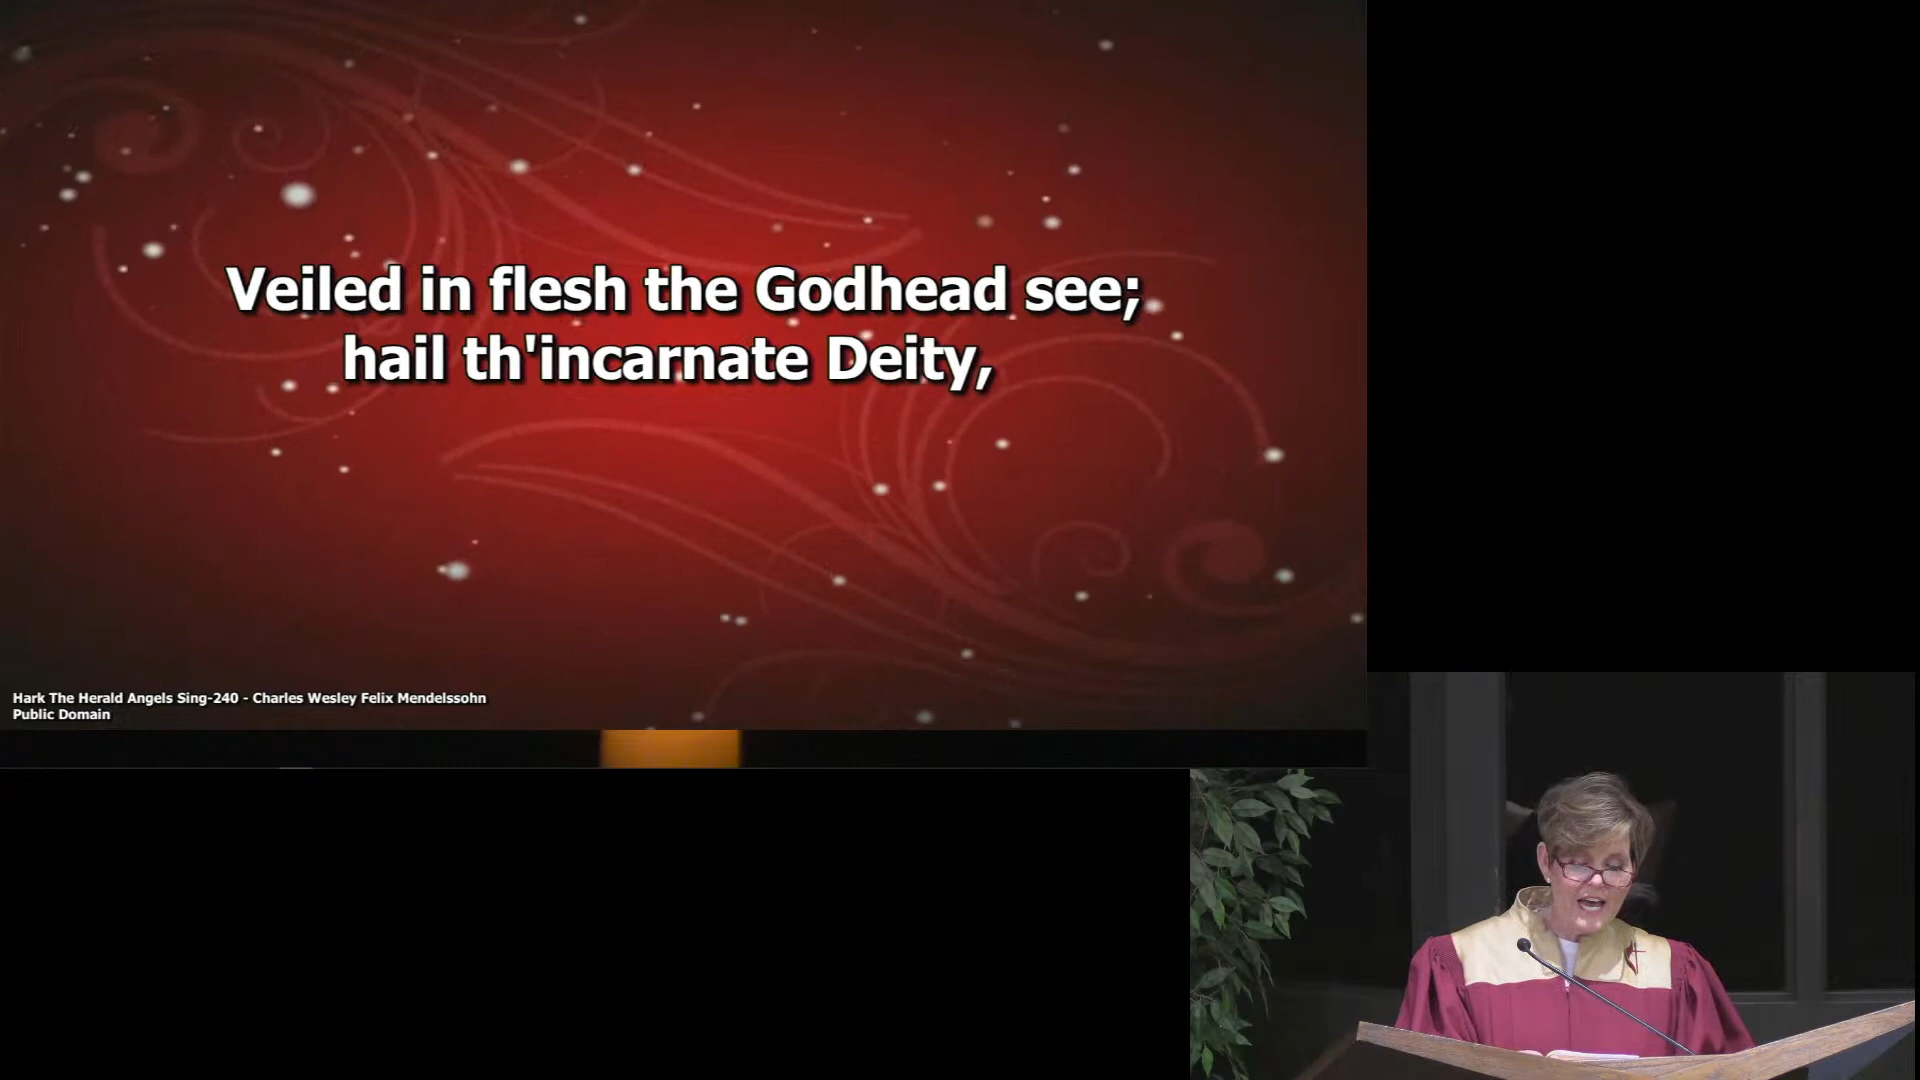 Veiled in flesh the Godhead see;
hail th'incarnate Deity,
Hark The Herald Angels Sing-240 - Charles Wesley Felix Mendelssohn
Public Domain